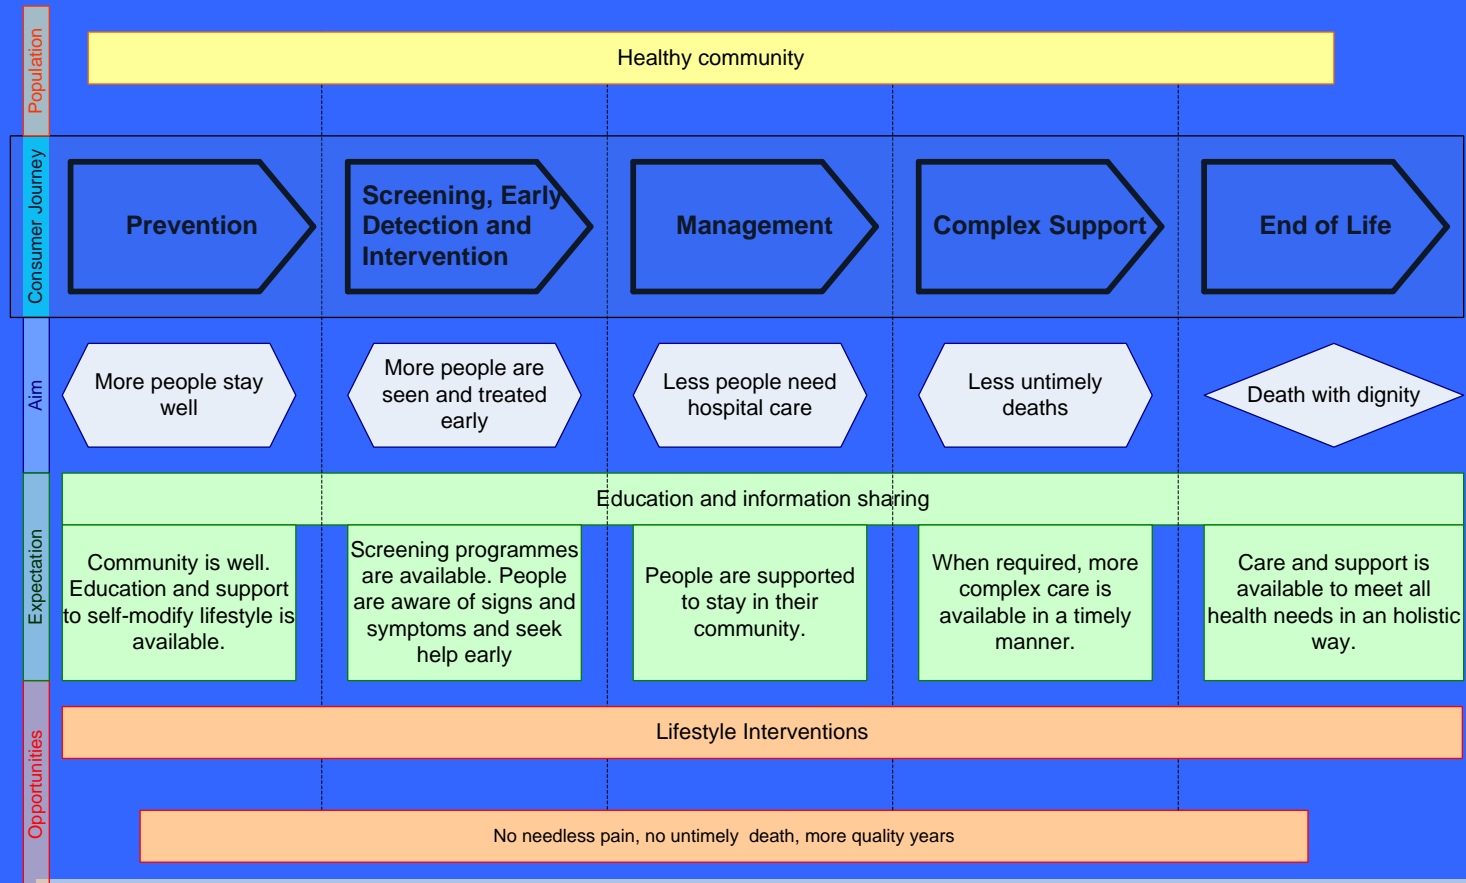 Population
Healthy community
Consumer Journey
Prevention
Screening, Early
Detection and
Intervention
Management
Complex Support
End of Life
Aim
More people stay
well
More people are
seen and treated
early
Less people need
hospital care
Less untimely
deaths
Death with dignity
Expectation
Education and information sharing
Community is well.
Education and support
to self-modify lifestyle is
available.
Screening programmes
are available. People
are aware of signs and
symptoms and seek
help early
People are supported
to stay in their
community.
When required, more
complex care is
available in a timely
manner.
Care and support is
available to meet all
health needs in an holistic
way.
Opportunities
Lifestyle Interventions
No needless pain, no untimely  death, more quality years